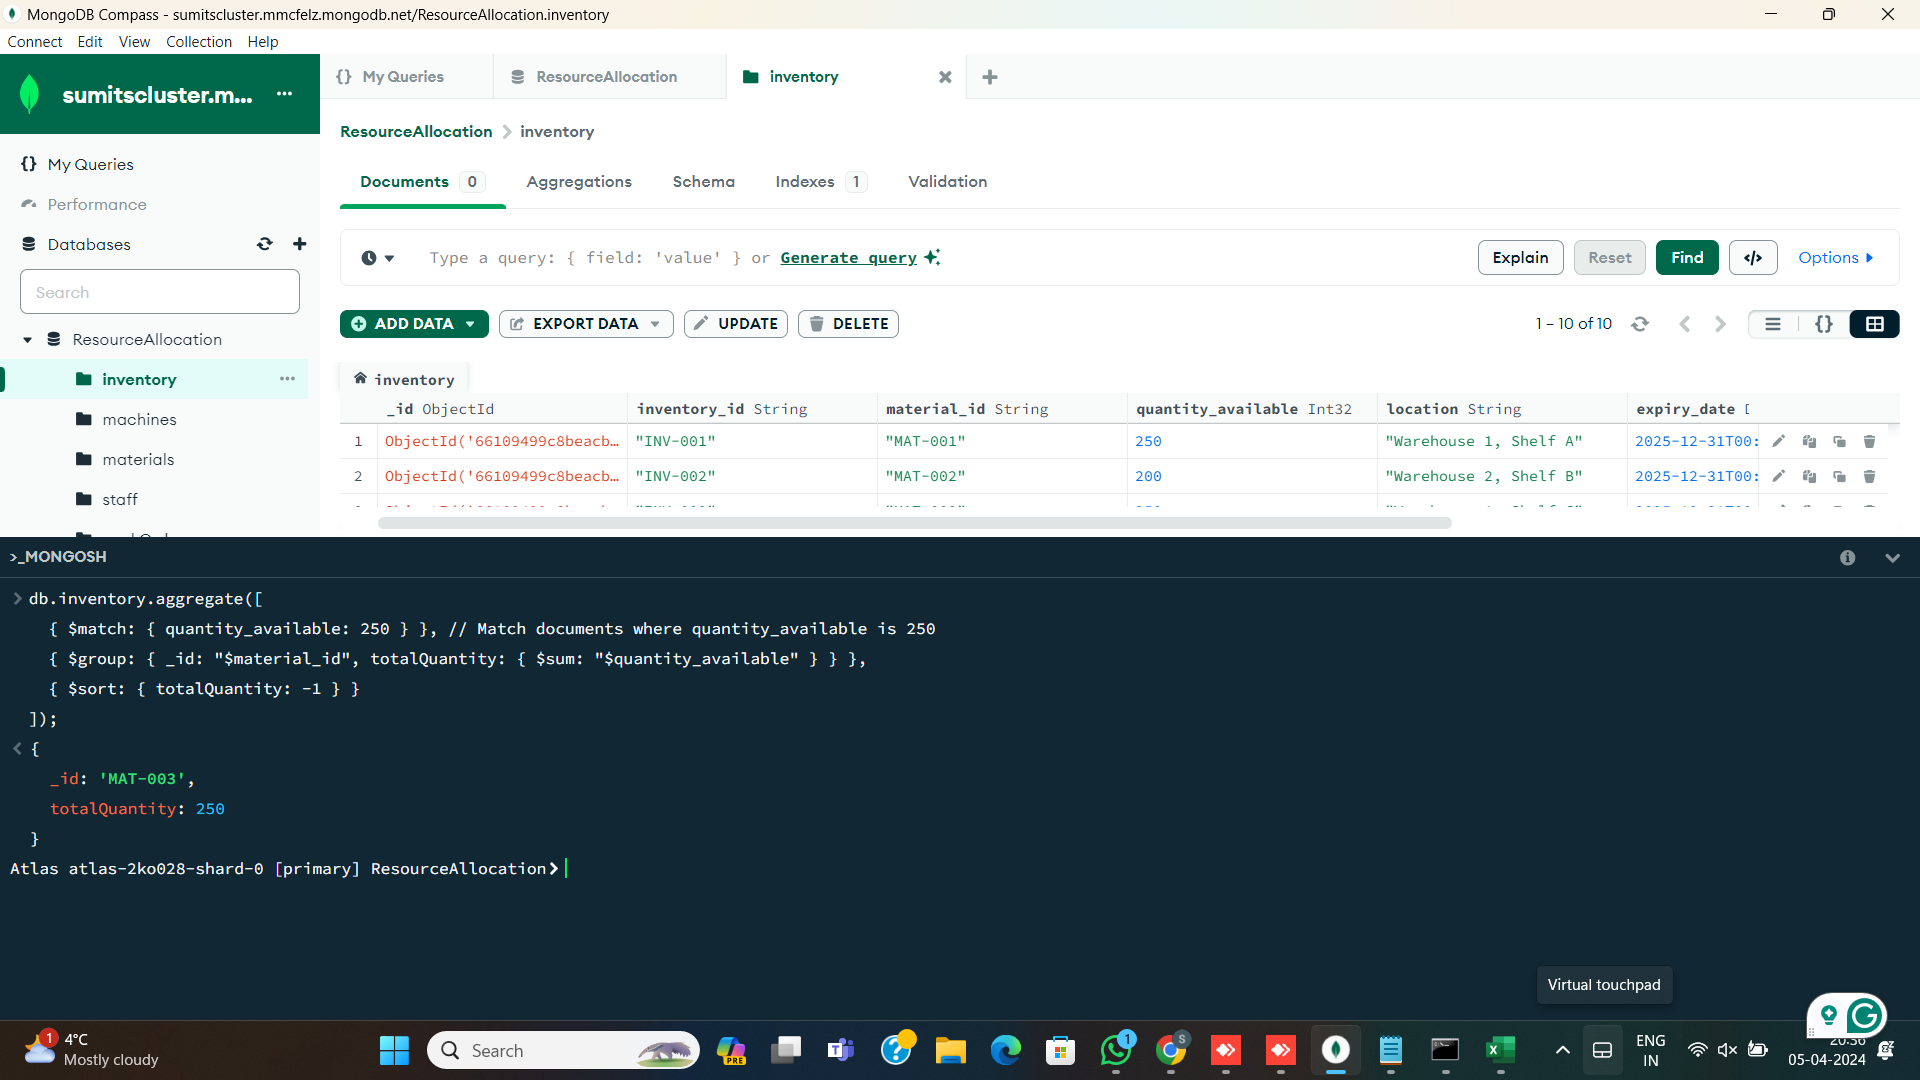 MongoDB Compass - sumitscluster.mmcfelz.mongodb.net/ResourceAllocation.inventory
Connect Edit View Collection Help
sumitscluster.m...
My Queries
ResourceAllocation
inventory
ResourceAllocation > inventory
My Queries
Performance
Databases
Search
ResourceAllocation
inventory
machines
materials
staff
Documents 0 Aggregations Schema Indexes 1 Validation
Type a query: { field: 'value' } or Generate query
Explain Reset Find </> Options
ADD DATA EXPORT DATA UPDATE DELETE
1 – 10 of 10
inventory
_id ObjectId inventory_id String material_id String quantity_available Int32 location String expiry_date
1 ObjectId('66109499c8beacb… "INV-001" "MAT-001" 250 "Warehouse 1, Shelf A" 2025-12-31T00:
2 ObjectId('66109499c8beacb… "INV-002" "MAT-002" 200 "Warehouse 2, Shelf B" 2025-12-31T00:
>_MONGOSH
> db.inventory.aggregate([
{ $match: { quantity_available: 250 } }, // Match documents where quantity_available is 250
{ $group: { _id: "$material_id", totalQuantity: { $sum: "$quantity_available" } } },
{ $sort: { totalQuantity: -1 } }
]);
< {
_id: 'MAT-003',
totalQuantity: 250
}
Atlas atlas-2ko028-shard-0 [primary] ResourceAllocation>
Virtual touchpad
1
4°C
Mostly cloudy
Search
PRE
1
S
ENG
IN
05-04-2024